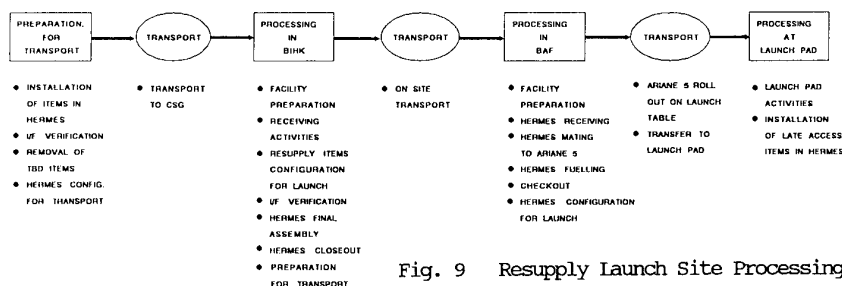 PREPARATION.
FOR
TRANSPORT
TRANSPORT
PROCESSING
IN
BIHK
TRANSPORT
PROCESSING
IN
BAF
TRANSPORT
PROCESSING
AT
LAUNCH PAD
● INSTALLATION
OF ITEMS IN
HERMES
● I/F VERIFICATION
● REMOVAL OF
TBD ITEMS
● HERMES CONFIG.
FOR TRANSPORT
● TRANSPORT
TO CSG
● FACILITY
PREPARATION
● RECEIVING
ACTIVITIES
● RESUPPLY ITEMS
CONFIGURATION
FOR LAUNCH
● I/F VERIFICATION
● HERMES FINAL
ASSEMBLY
● HERMES CLOSEOUT
● PREPARATION
FOR TRANSPORT
● ON SITE
TRANSPORT
● FACILITY
PREPARATION
● HERMES RECEIVING
● HERMES MATING
TO ARIANE 5
● HERMES FUELLING
● CHECKOUT
● HERMES CONFIGURATION
FOR LAUNCH
● ARIANE 5 ROLL
OUT ON LAUNCH
TABLE
● TRANSFER TO
LAUNCH PAD
● LAUNCH PAD
ACTIVITIES
● INSTALLATION
OF LATE ACCESS
ITEMS IN HERMES
Fig. 9 Resupply Launch Site Processing